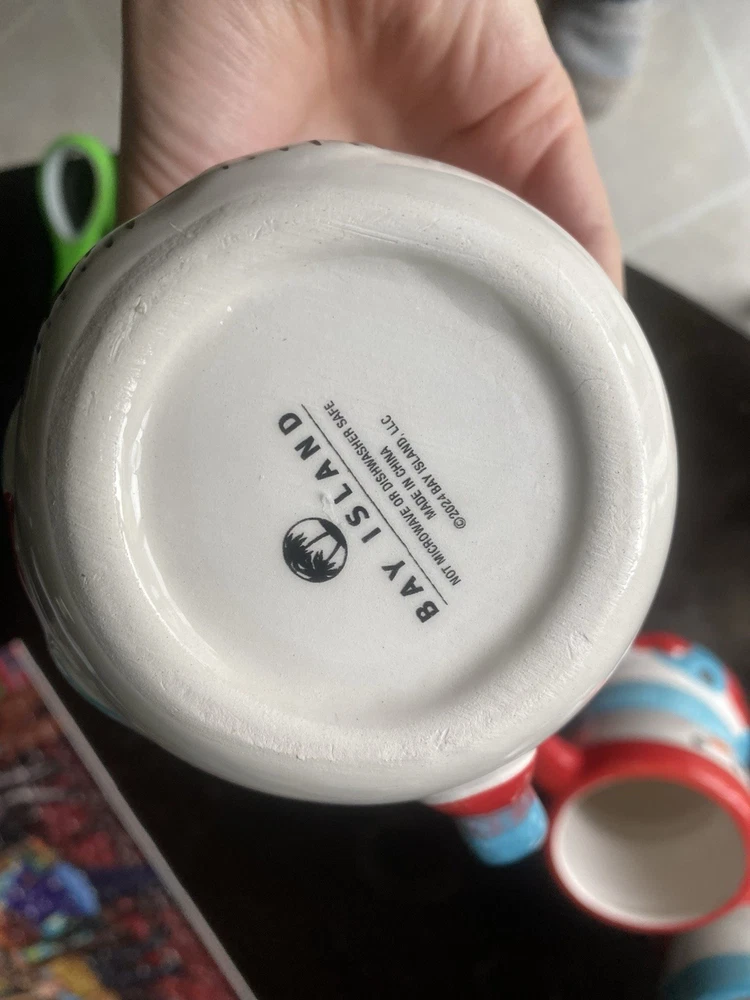 BAY ISLAND
NOT MICROWAVE OR DISHWASHER SAFE
MADE IN CHINA
©2024 BAY ISLAND, LLC